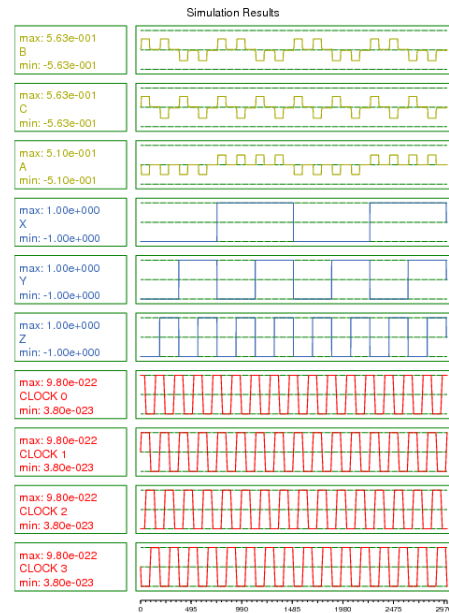 Simulation Results
max: 5.63e-001
B
min: -5.63e-001
max: 5.63e-001
C
min: -5.63e-001
max: 5.10e-001
A
min: -5.10e-001
max: 1.00e+000
X
min: -1.00e+000
max: 1.00e+000
Y
min: -1.00e+000
max: 1.00e+000
Z
min: -1.00e+000
max: 9.80e-022
CLOCK 0
min: 3.80e-023
max: 9.80e-022
CLOCK 1
min: 3.80e-023
max: 9.80e-022
CLOCK 2
min: 3.80e-023
max: 9.80e-022
CLOCK 3
min: 3.80e-023
0 495 990 1485 1980 2475